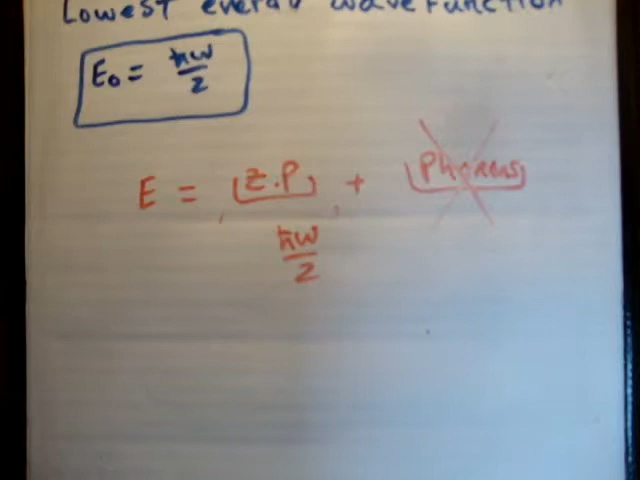 Lowest energy wavefunction
E₀ = ħω/2
E = Z.P + Phonons
ħω/2